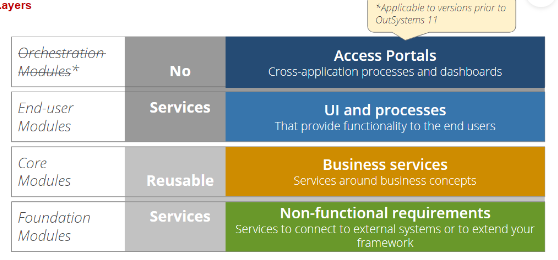 Layers
*Applicable to versions prior to
OutSystems 11
Orchestration
Modules*
No
Access Portals
Cross-application processes and dashboards
End-user
Modules
Services
UI and processes
That provide functionality to the end users
Core
Modules
Reusable
Business services
Services around business concepts
Foundation
Modules
Services
Non-functional requirements
Services to connect to external systems or to extend your
framework